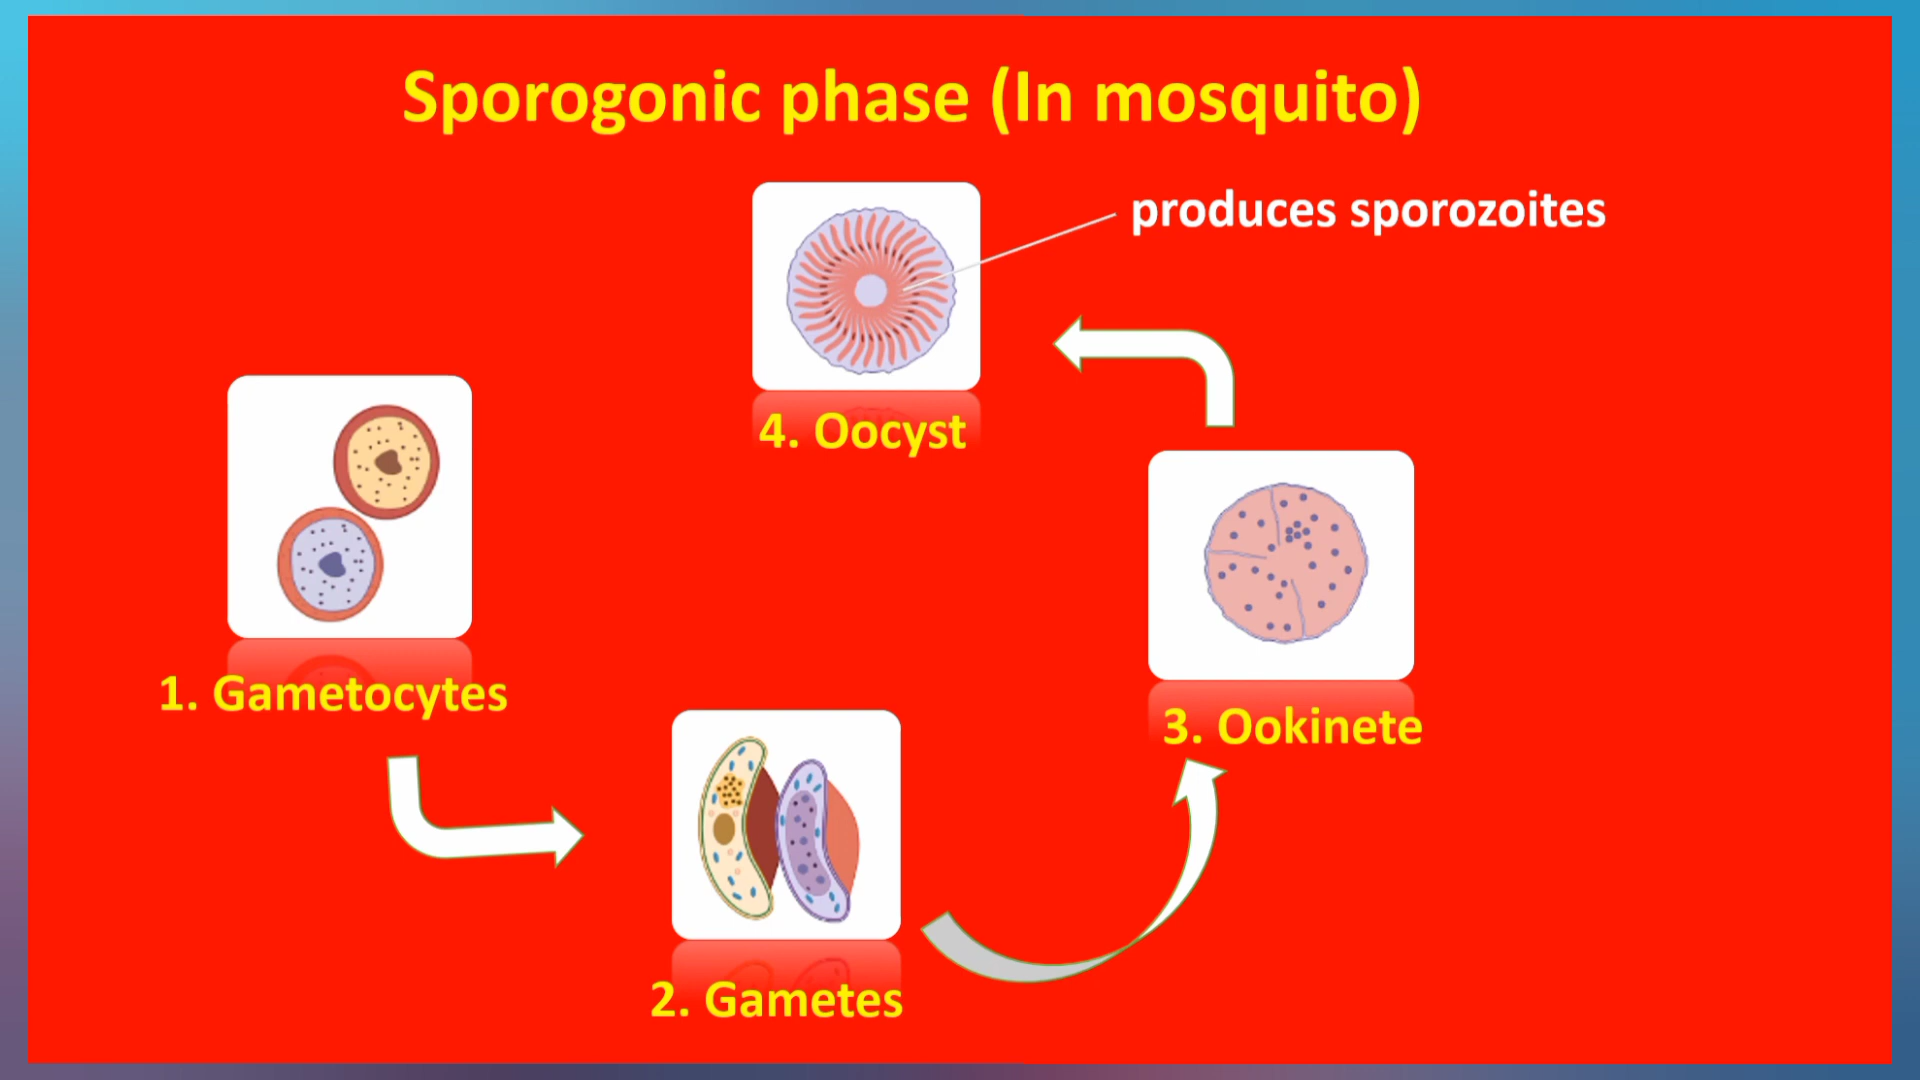 Sporogonic phase (In mosquito)
produces sporozoites
4. Oocyst
1. Gametocytes
3. Ookinete
2. Gametes